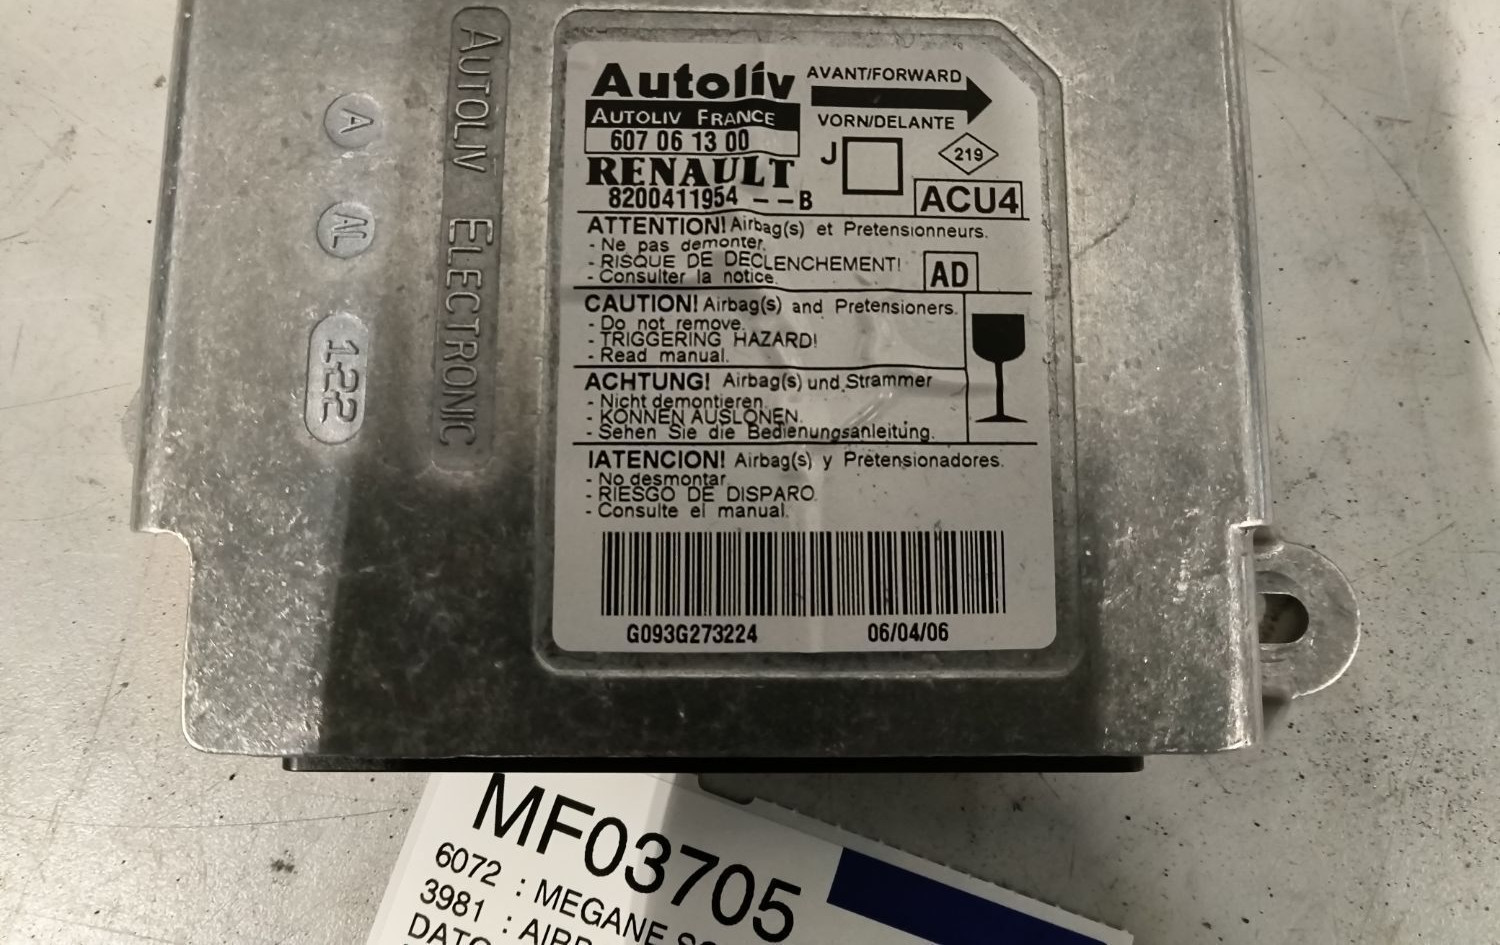 AUTOLIV ELECTRONIC
A
AL
1-22
Autoliv
AUTOLIV FRANCE
607 06 13 00
RENAULT
8200411954 --B
AVANT/FORWARD
VORN/DELANTE
J
219
ACU4
ATTENTION! Airbag(s) et Pretensionneurs.
- Ne pas demonter.
- RISQUE DE DECLENCHEMENT!
- Consulter la notice.
AD
CAUTION! Airbag(s) and Pretensioners.
- Do not remove.
- TRIGGERING HAZARD!
- Read manual.
ACHTUNG! Airbag(s) und Strammer
- Nicht demontieren.
- KONNEN AUSLONEN.
- Sehen Sie die Bedienungsanleitung.
IATENCION! Airbag(s) y Pretensionadores.
- No desmontar.
- RIESGO DE DISPARO.
- Consulte el manual.
G093G273224 06/04/06
MF03705
6072 : MEGANE
3981 :